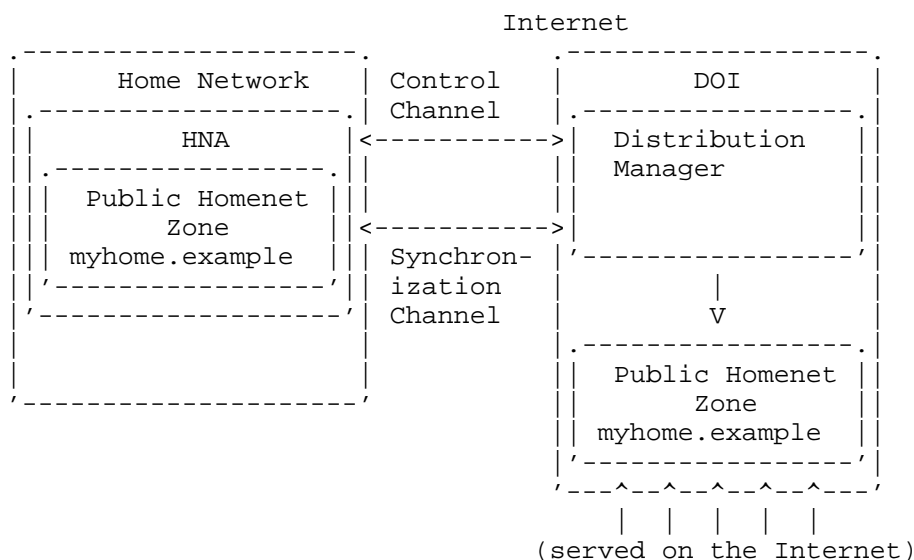 Internet
Home Network
Control
Channel
DOI
HNA
Distribution
Manager
Public Homenet
Zone
myhome.example
Synchron-
ization
Channel
Public Homenet
Zone
myhome.example
(served on the Internet)